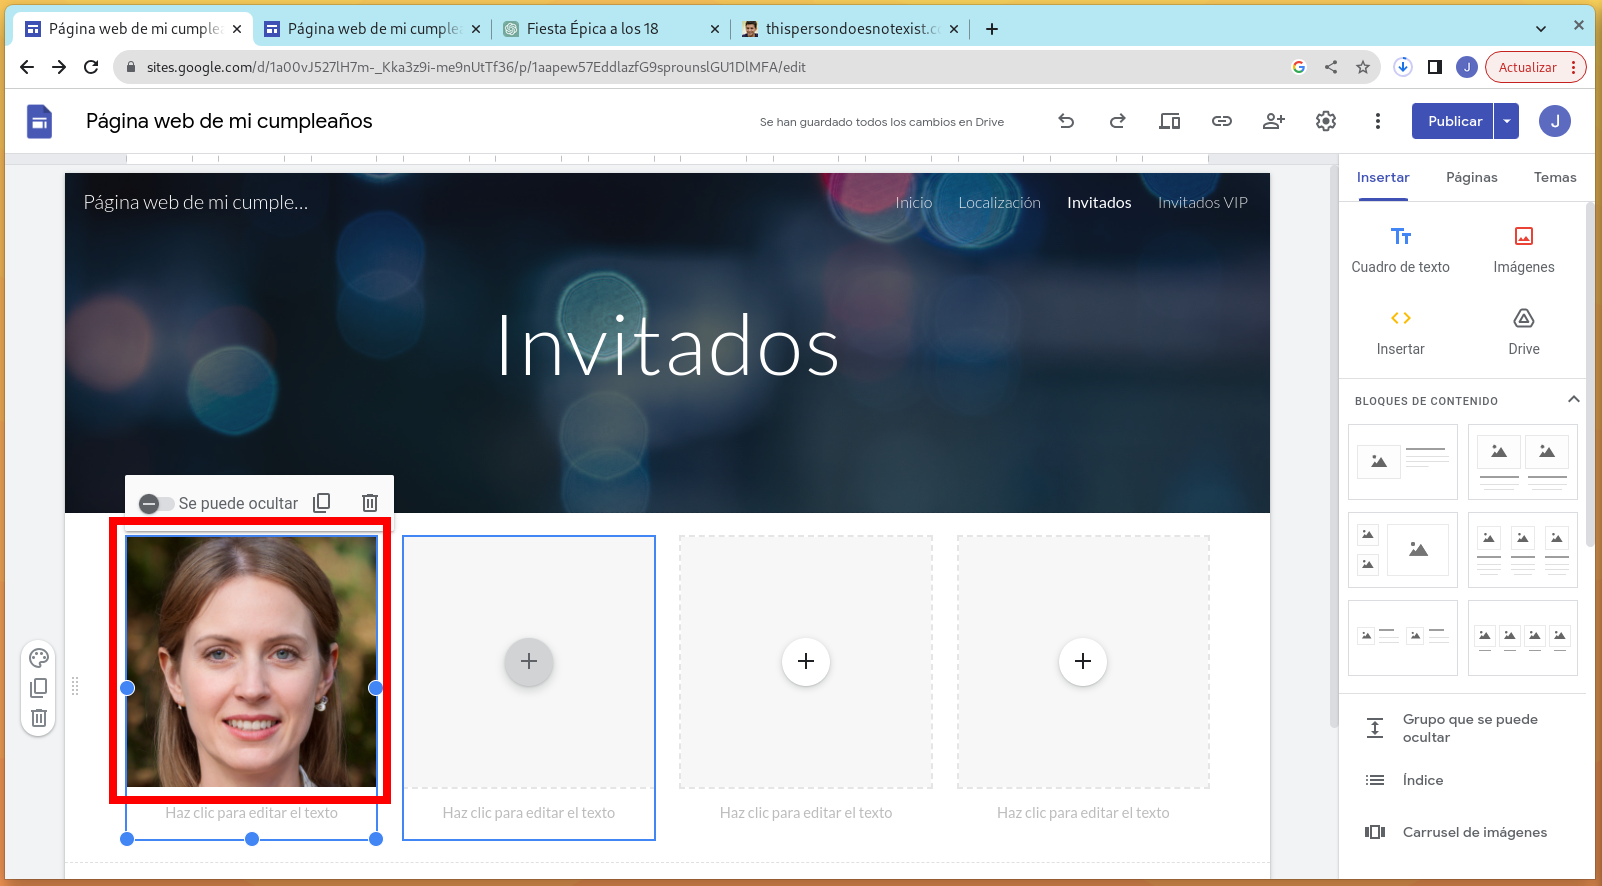 Página web de mi cumplea
Página web de mi cumplea
Fiesta Épica a los 18
thispersondoesnotexist.c
sites.google.com/d/1a00vJ527lH7m-_Kka3z9i-me9nUtTf36/p/1aapew57EddlazfG9sprounslGU1DlMFA/edit
J
Actualizar
Página web de mi cumpleaños
Se han guardado todos los cambios en Drive
Publicar
J
Insertar
Páginas
Temas
Página web de mi cumple...
Inicio
Localización
Invitados
Invitados VIP
Invitados
Cuadro de texto
Imágenes
Insertar
Drive
BLOQUES DE CONTENIDO
Se puede ocultar
Haz clic para editar el texto
Haz clic para editar el texto
Haz clic para editar el texto
Haz clic para editar el texto
Grupo que se puede
ocultar
Índice
Carrusel de imágenes